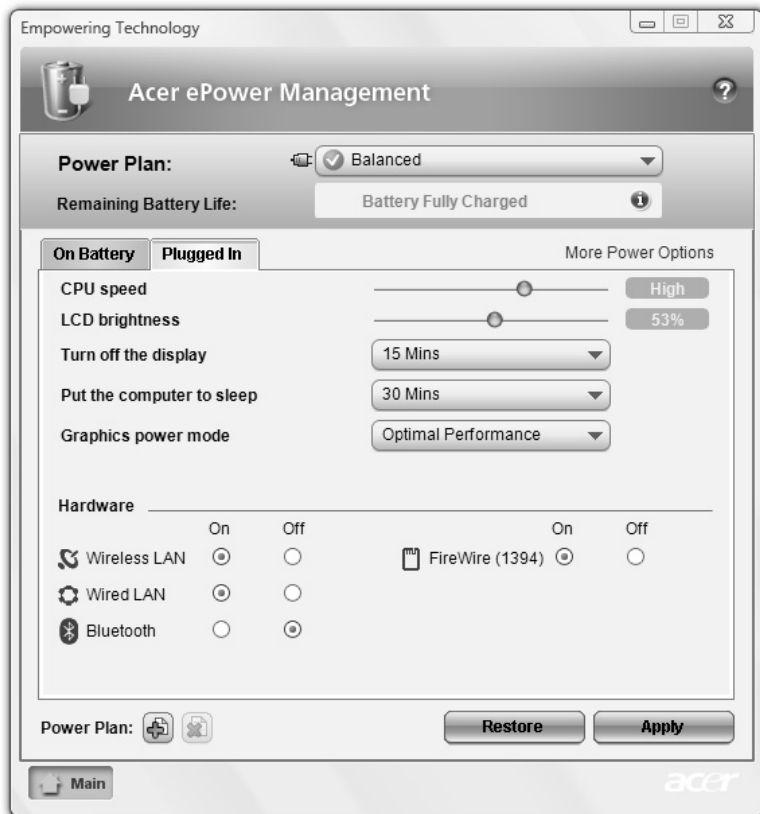 Empowering Technology
Acer ePower Management
Power Plan: Balanced
Remaining Battery Life: Battery Fully Charged
On Battery Plugged In More Power Options
CPU speed High
LCD brightness 53%
Turn off the display 15 Mins
Put the computer to sleep 30 Mins
Graphics power mode Optimal Performance
Hardware
On Off On Off
Wireless LAN FireWire (1394)
Wired LAN
Bluetooth
Power Plan: Restore Apply
Main acer